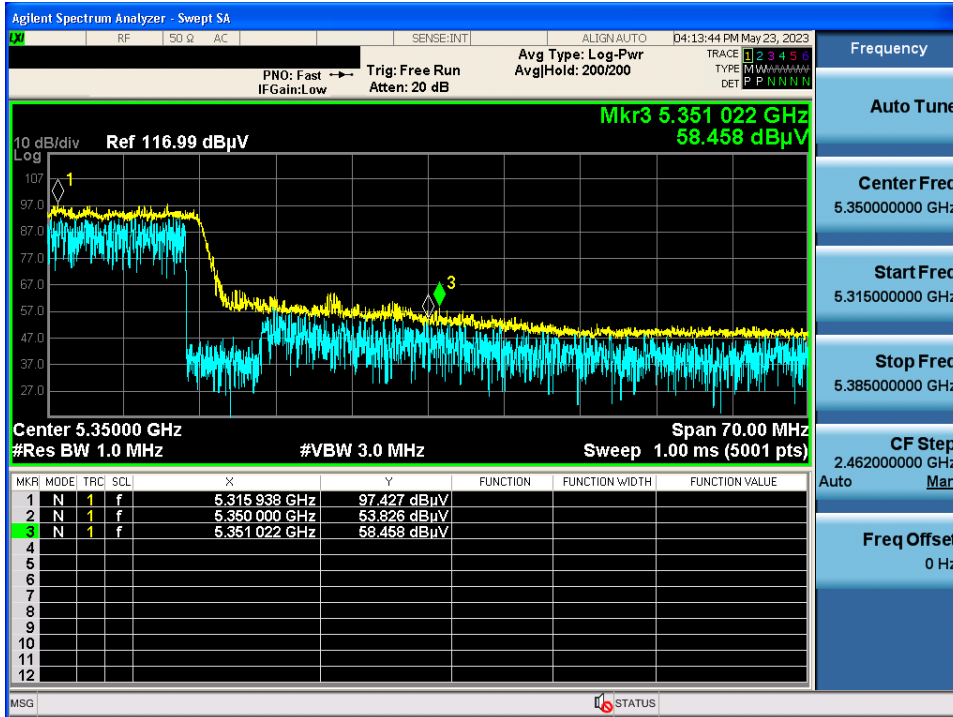 Agilent Spectrum Analyzer - Swept SA
LXI RF 50 Ω AC SENSE:INT ALIGN AUTO 04:13:44 PM May 23, 2023
PNO: Fast Trig: Free Run Avg Type: Log-Pwr TRACE 1 2 3 4 5 6
IFGain:Low Atten: 20 dB Avg|Hold: 200/200 TYPE M W W W W W
DET P P N N N N
Mkr3 5.351 022 GHz
58.458 dBµV
10 dB/div Ref 116.99 dBµV
Log
107
97.0
87.0
77.0
67.0
57.0
47.0
37.0
27.0
1
3
Center 5.35000 GHz Span 70.00 MHz
#Res BW 1.0 MHz #VBW 3.0 MHz Sweep 1.00 ms (5001 pts)
MKR MODE TRC SCL X Y FUNCTION FUNCTION WIDTH FUNCTION VALUE
1 N 1 f 5.315 938 GHz 97.427 dBµV
2 N 1 f 5.350 000 GHz 53.826 dBµV
3 N 1 f 5.351 022 GHz 58.458 dBµV
4
5
6
7
8
9
10
11
12
MSG STATUS
Frequency
Auto Tune
Center Freq
5.350000000 GHz
Start Freq
5.315000000 GHz
Stop Freq
5.385000000 GHz
CF Step
2.462000000 GHz
Auto Man
Freq Offset
0 Hz